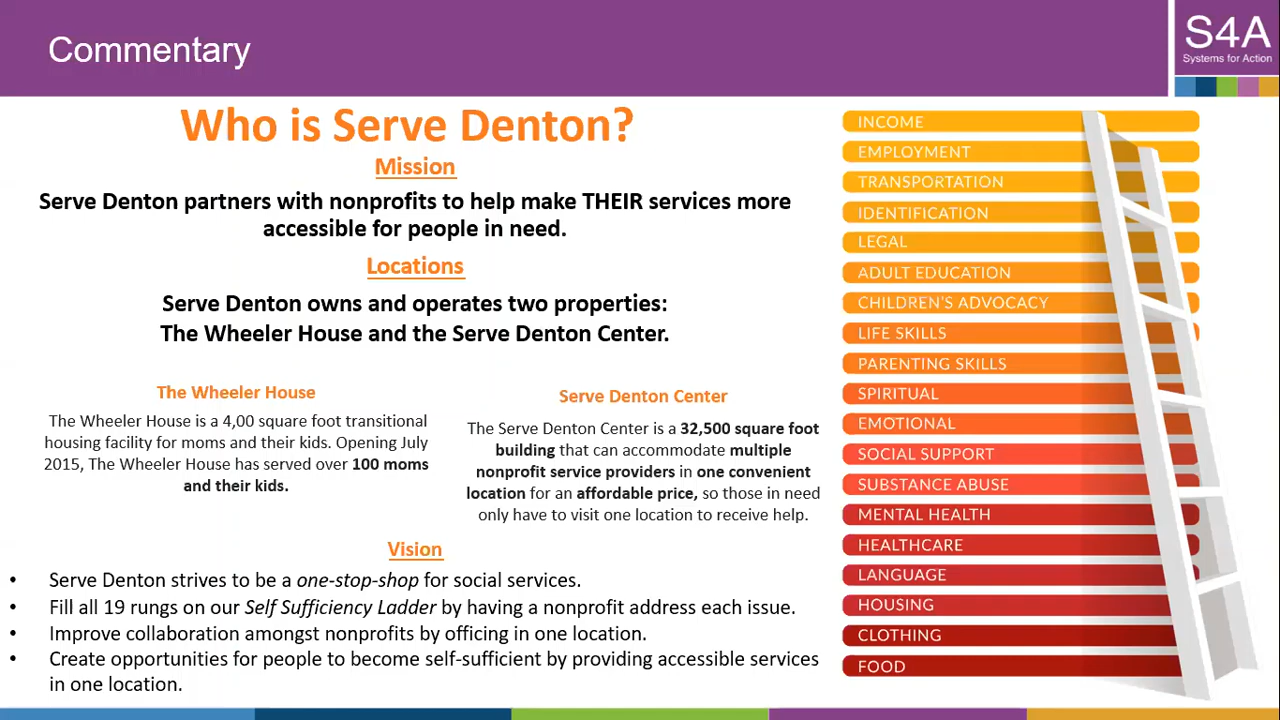 Commentary
S4A
Systems for Action
Who is Serve Denton?
Mission
Serve Denton partners with nonprofits to help make THEIR services more
accessible for people in need.
Locations
Serve Denton owns and operates two properties:
The Wheeler House and the Serve Denton Center.
The Wheeler House
The Wheeler House is a 4,00 square foot transitional
housing facility for moms and their kids. Opening July
2015, The Wheeler House has served over 100 moms
and their kids.
Serve Denton Center
The Serve Denton Center is a 32,500 square foot
building that can accommodate multiple
nonprofit service providers in one convenient
location for an affordable price, so those in need
only have to visit one location to receive help.
Vision
• Serve Denton strives to be a one-stop-shop for social services.
• Fill all 19 rungs on our Self Sufficiency Ladder by having a nonprofit address each issue.
• Improve collaboration amongst nonprofits by officing in one location.
• Create opportunities for people to become self-sufficient by providing accessible services
in one location.
INCOME
EMPLOYMENT
TRANSPORTATION
IDENTIFICATION
LEGAL
ADULT EDUCATION
CHILDREN'S ADVOCACY
LIFE SKILLS
PARENTING SKILLS
SPIRITUAL
EMOTIONAL
SOCIAL SUPPORT
SUBSTANCE ABUSE
MENTAL HEALTH
HEALTHCARE
LANGUAGE
HOUSING
CLOTHING
FOOD